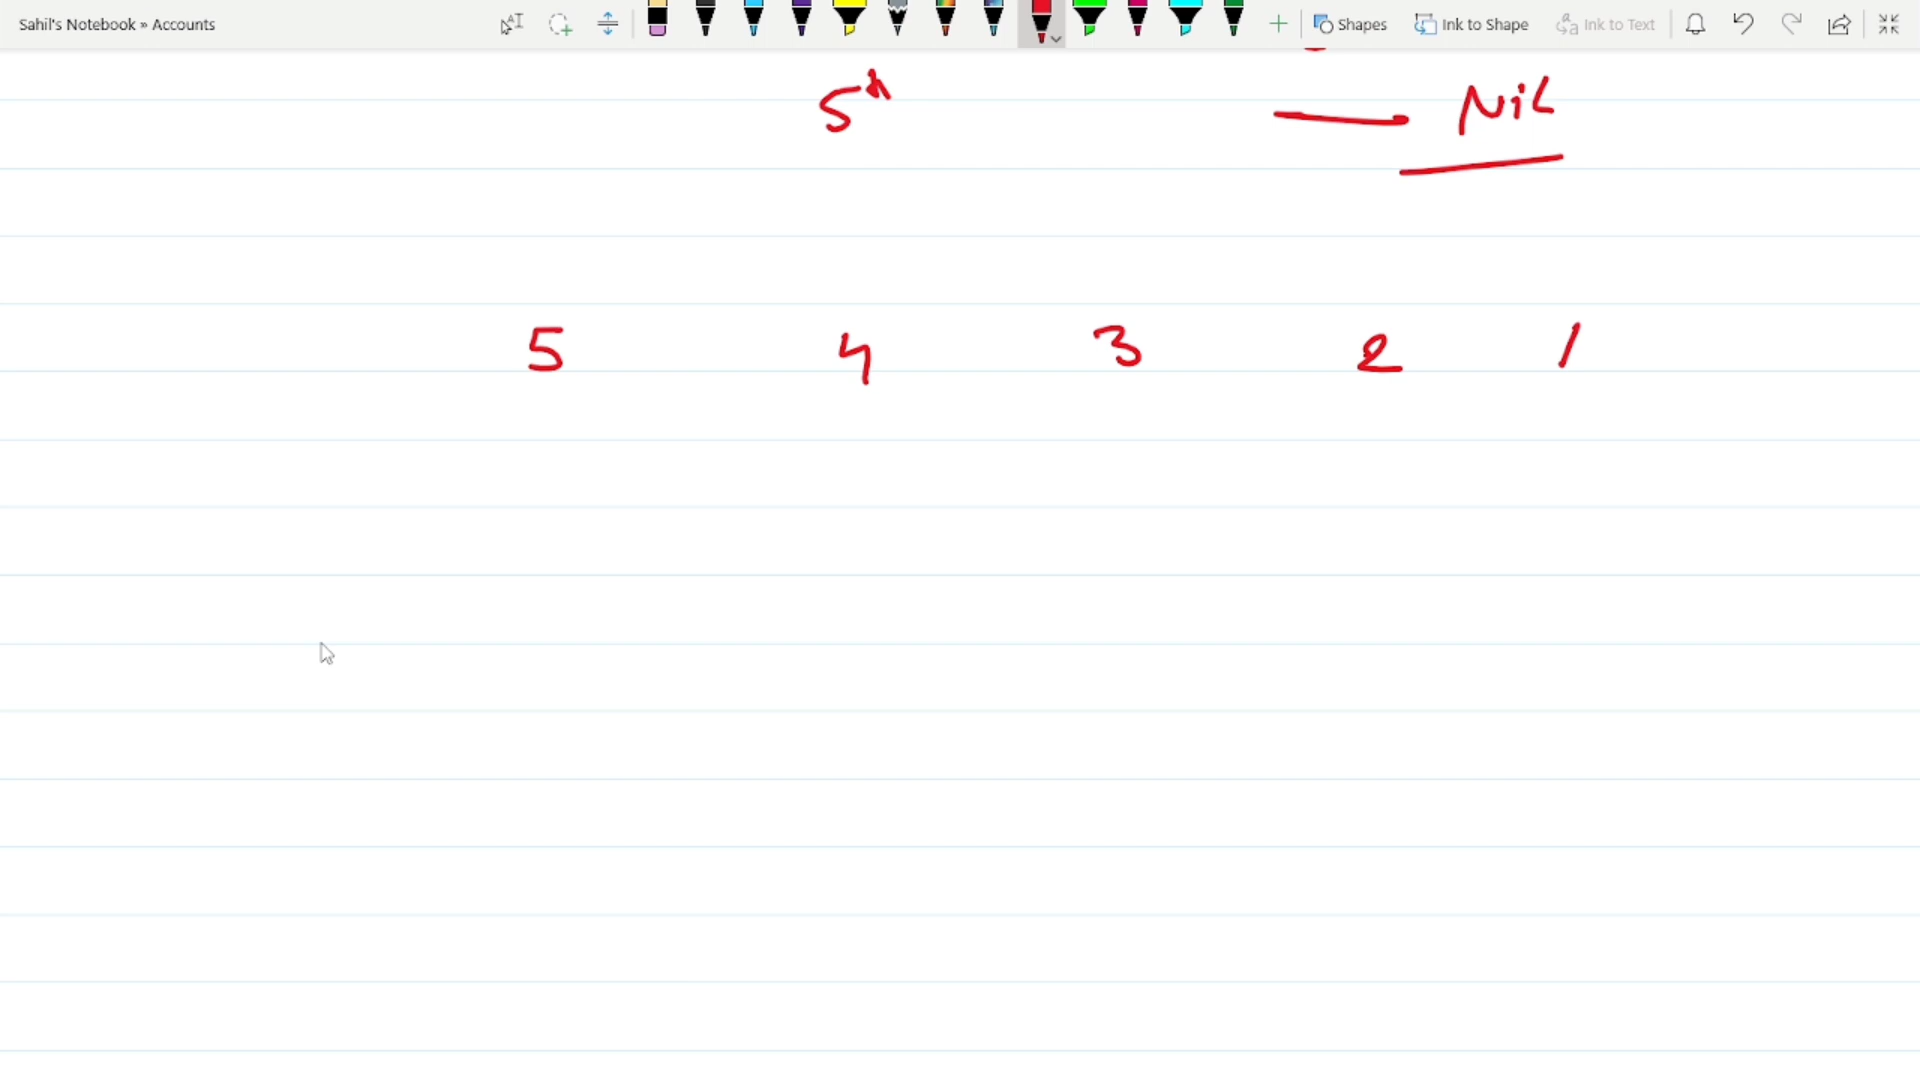 Sahil's Notebook » Accounts Shapes Ink to Shape Ink to Text
5th Nil
5 4 3 2 1